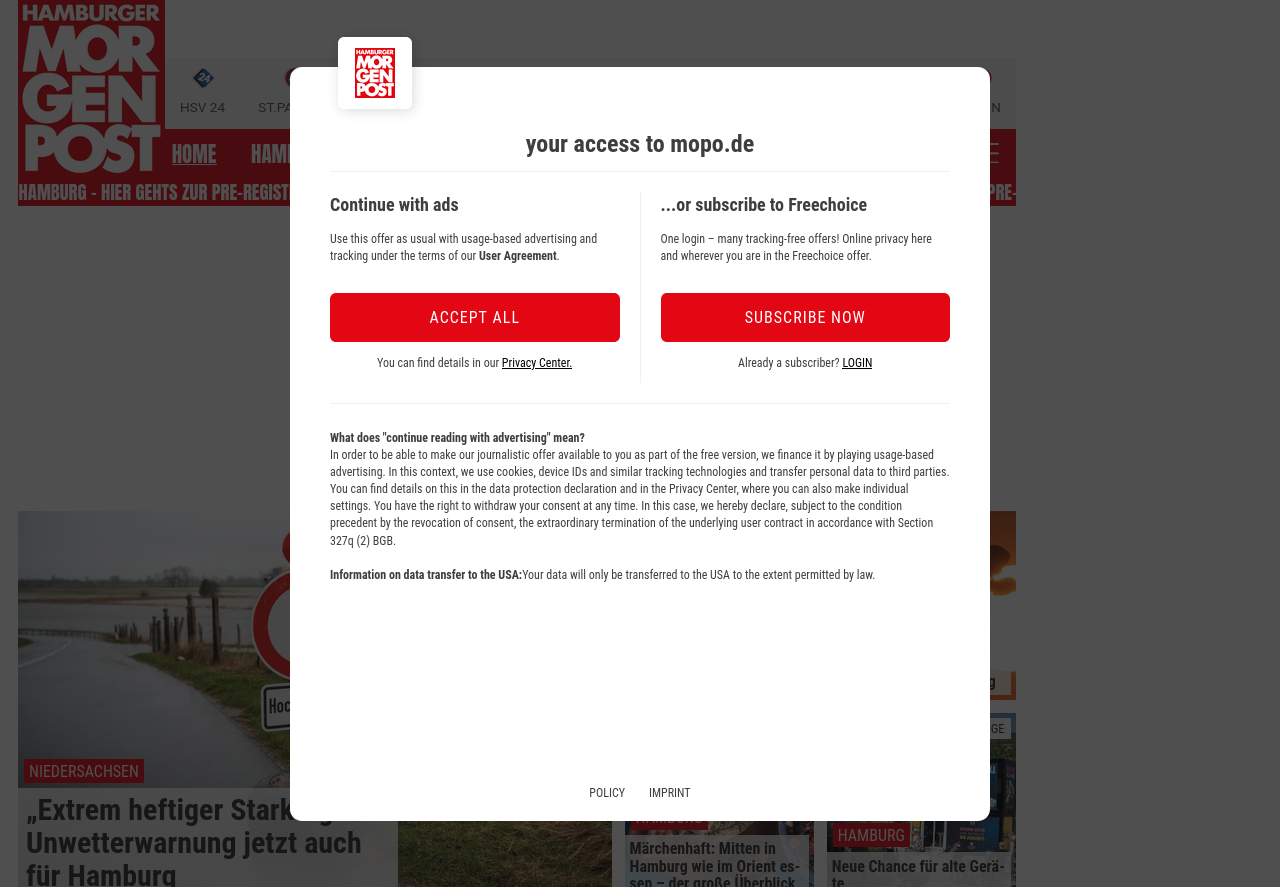 HAMBURGER
MOR
GEN
POST
HSV 24
HOME
HAMBURGER
MOR
GEN
POST
your access to mopo.de
Continue with ads
Use this offer as usual with usage-based advertising and
tracking under the terms of our User Agreement.
ACCEPT ALL
You can find details in our Privacy Center.
...or subscribe to Freechoice
One login – many tracking-free offers! Online privacy here
and wherever you are in the Freechoice offer.
SUBSCRIBE NOW
Already a subscriber? LOGIN
What does "continue reading with advertising" mean?
In order to be able to make our journalistic offer available to you as part of the free version, we finance it by playing usage-based
advertising. In this context, we use cookies, device IDs and similar tracking technologies and transfer personal data to third parties.
You can find details on this in the data protection declaration and in the Privacy Center, where you can also make individual
settings. You have the right to withdraw your consent at any time. In this case, we hereby declare, subject to the condition
precedent by the revocation of consent, the extraordinary termination of the underlying user contract in accordance with Section
327q (2) BGB.
Information on data transfer to the USA:Your data will only be transferred to the USA to the extent permitted by law.
POLICY IMPRINT
HAMBURG - HIER GEHTS ZUR PRE-REGIST
PRE-
NIEDERSACHSEN
„Extrem heftiger Stark
Unwetterwarnung jetzt auch
für Hamburg
Märchenhaft: Mitten in
Hamburg wie im Orient es-
sen – der große Überblick
HAMBURG
Neue Chance für alte Gerä-
te